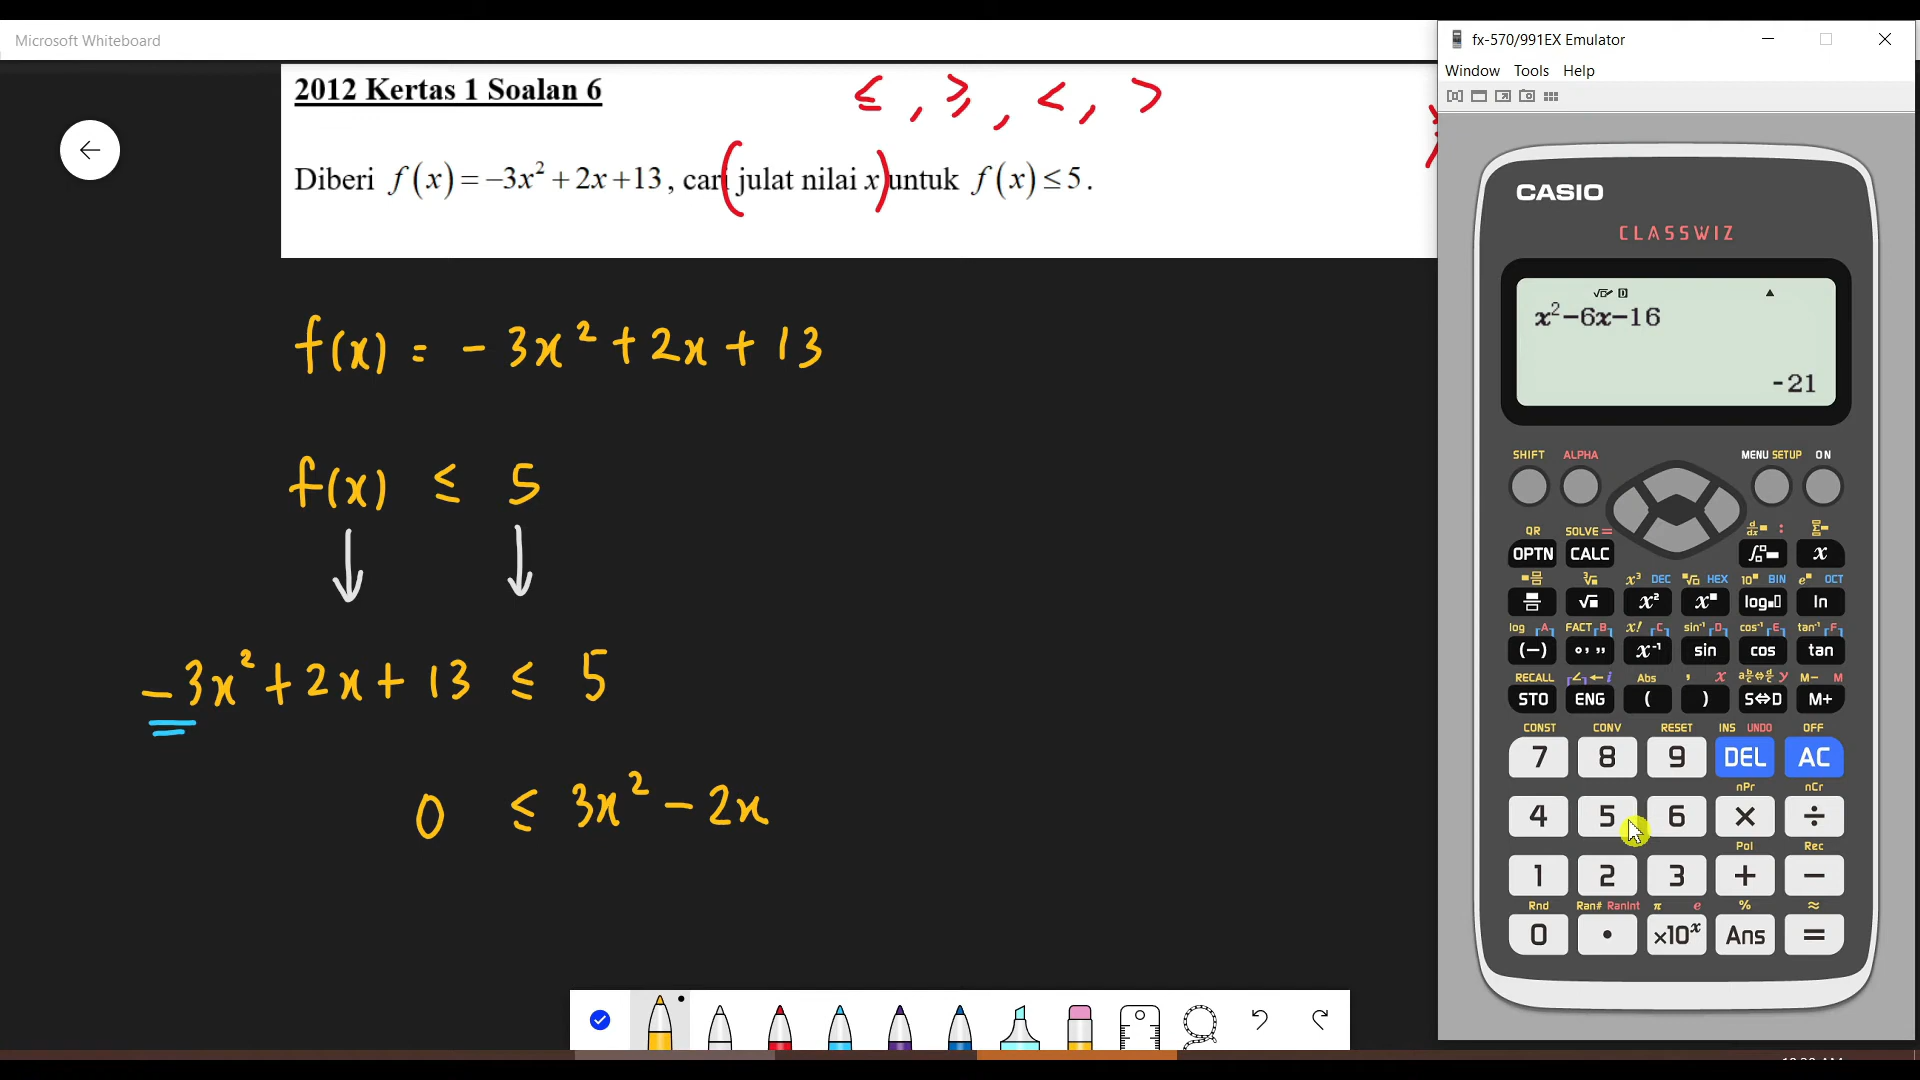 Microsoft Whiteboard
fx-570/991EX Emulator
Window Tools Help
2012 Kertas 1 Soalan 6
≤ , ≥ , < , >
Diberi f(x) = −3x² + 2x + 13, cari (julat nilai x) untuk f(x) ≤ 5.
f(x) = − 3x² + 2x + 13
f(x) ≤ 5
−3x² + 2x + 13 ≤ 5
0 ≤ 3x² − 2x
CASIO
CLASSWIZ
x²−6x−16
-21
SHIFT ALPHA MENU SETUP ON
QR SOLVE =
OPTN CALC x
x³ DEC HEX 10■ BIN e■ OCT
√■ x² x■ log ln
log A FACT B x! C sin⁻¹ D cos⁻¹ E tan⁻¹ F
(−) x⁻¹ sin cos tan
RECALL ∠ ← i Abs , x y M− M
STO ENG ( ) S⇔D M+
CONST CONV RESET INS UNDO OFF
7 8 9 DEL AC
nPr nCr
4 5 6 × ÷
Pol Rec
1 2 3 + −
Rnd Ran# RanInt π e % ≈
0 • ×10ˣ Ans =